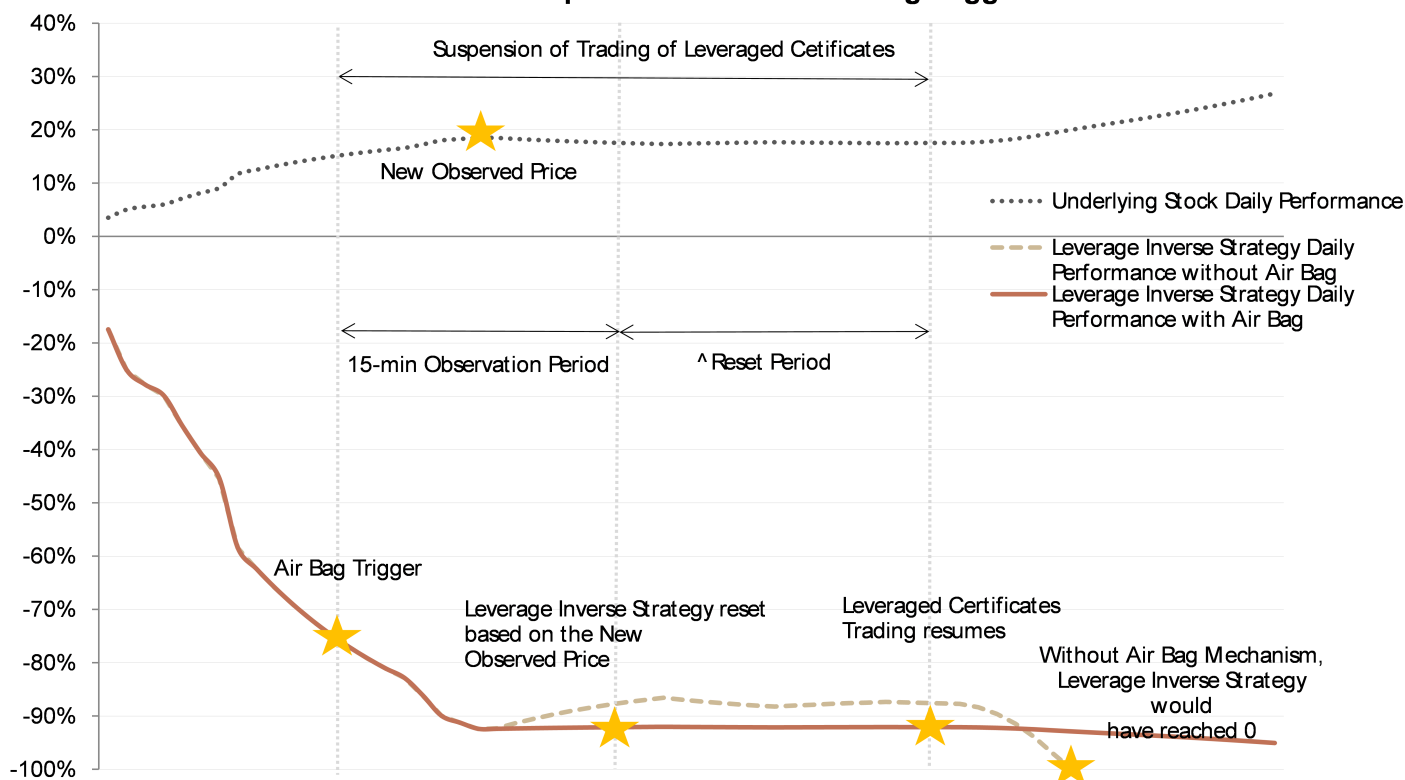 40%
Suspension of Trading of Leveraged Cetificates
30%
20%
New Observed Price
10%
Underlying Stock Daily Performance
0%
Leverage Inverse Strategy Daily
Performance without Air Bag
-10%
Leverage Inverse Strategy Daily
Performance with Air Bag
-20%
15-min Observation Period
^ Reset Period
-30%
-40%
-50%
-60%
Air Bag Trigger
-70%
Leverage Inverse Strategy reset
based on the New
Observed Price
Leveraged Certificates
Trading resumes
-80%
Without Air Bag Mechanism,
Leverage Inverse Strategy
would
have reached 0
-90%
-100%